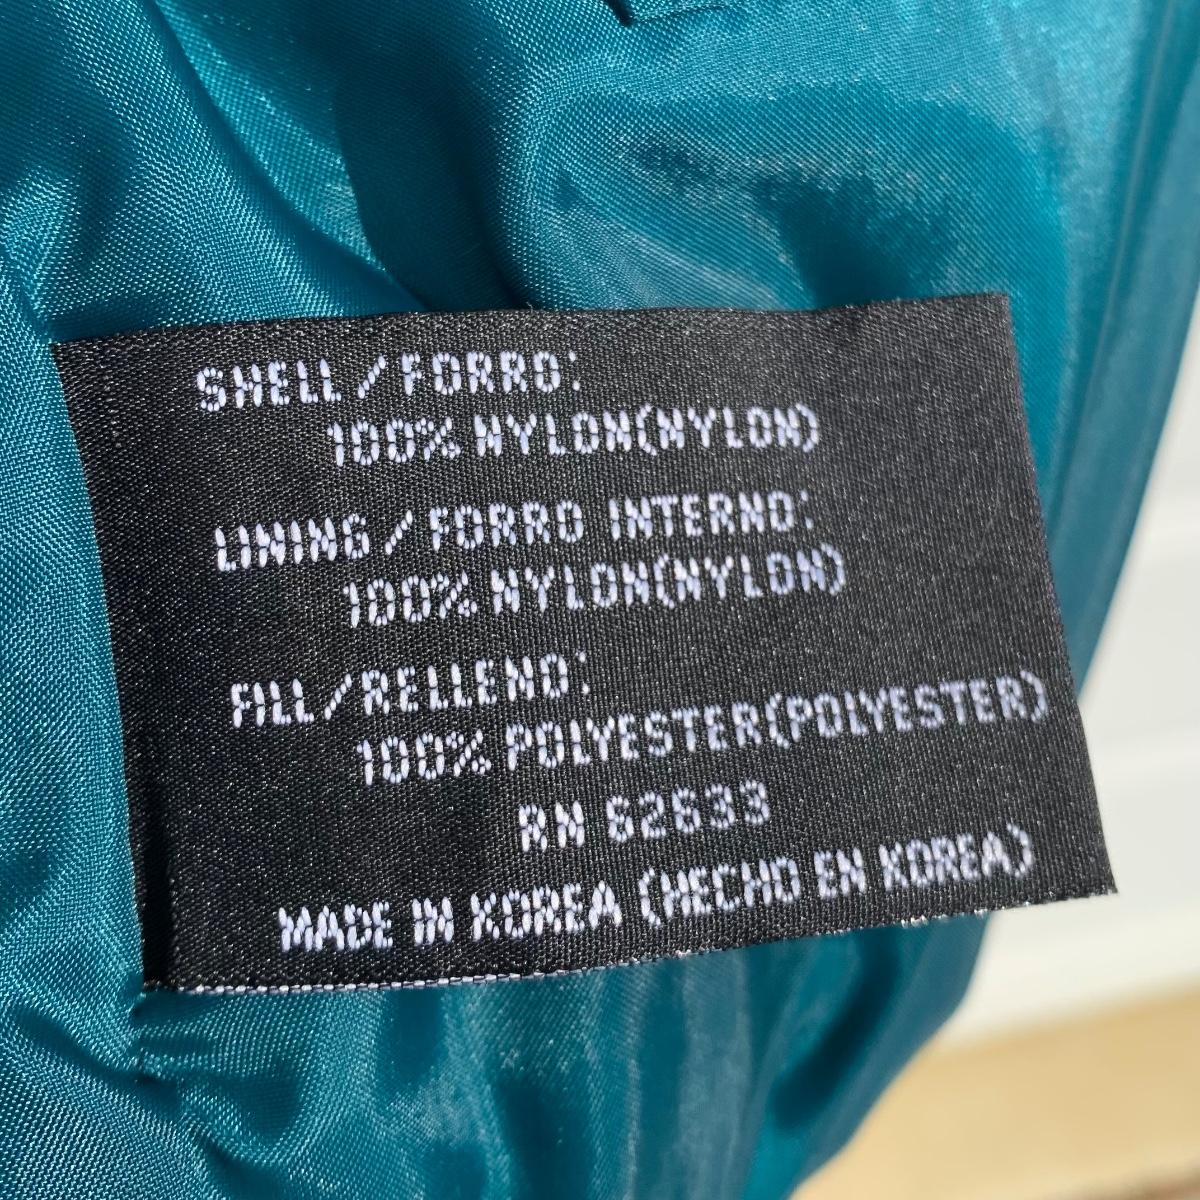 SHELL/FORRO:
100% NYLON(NYLON)
LINING/FORRO INTERNO:
100% NYLON(NYLON)
FILL/RELLENO:
100% POLYESTER(POLYESTER)
RN 62633
MADE IN KOREA (HECHO EN KOREA)